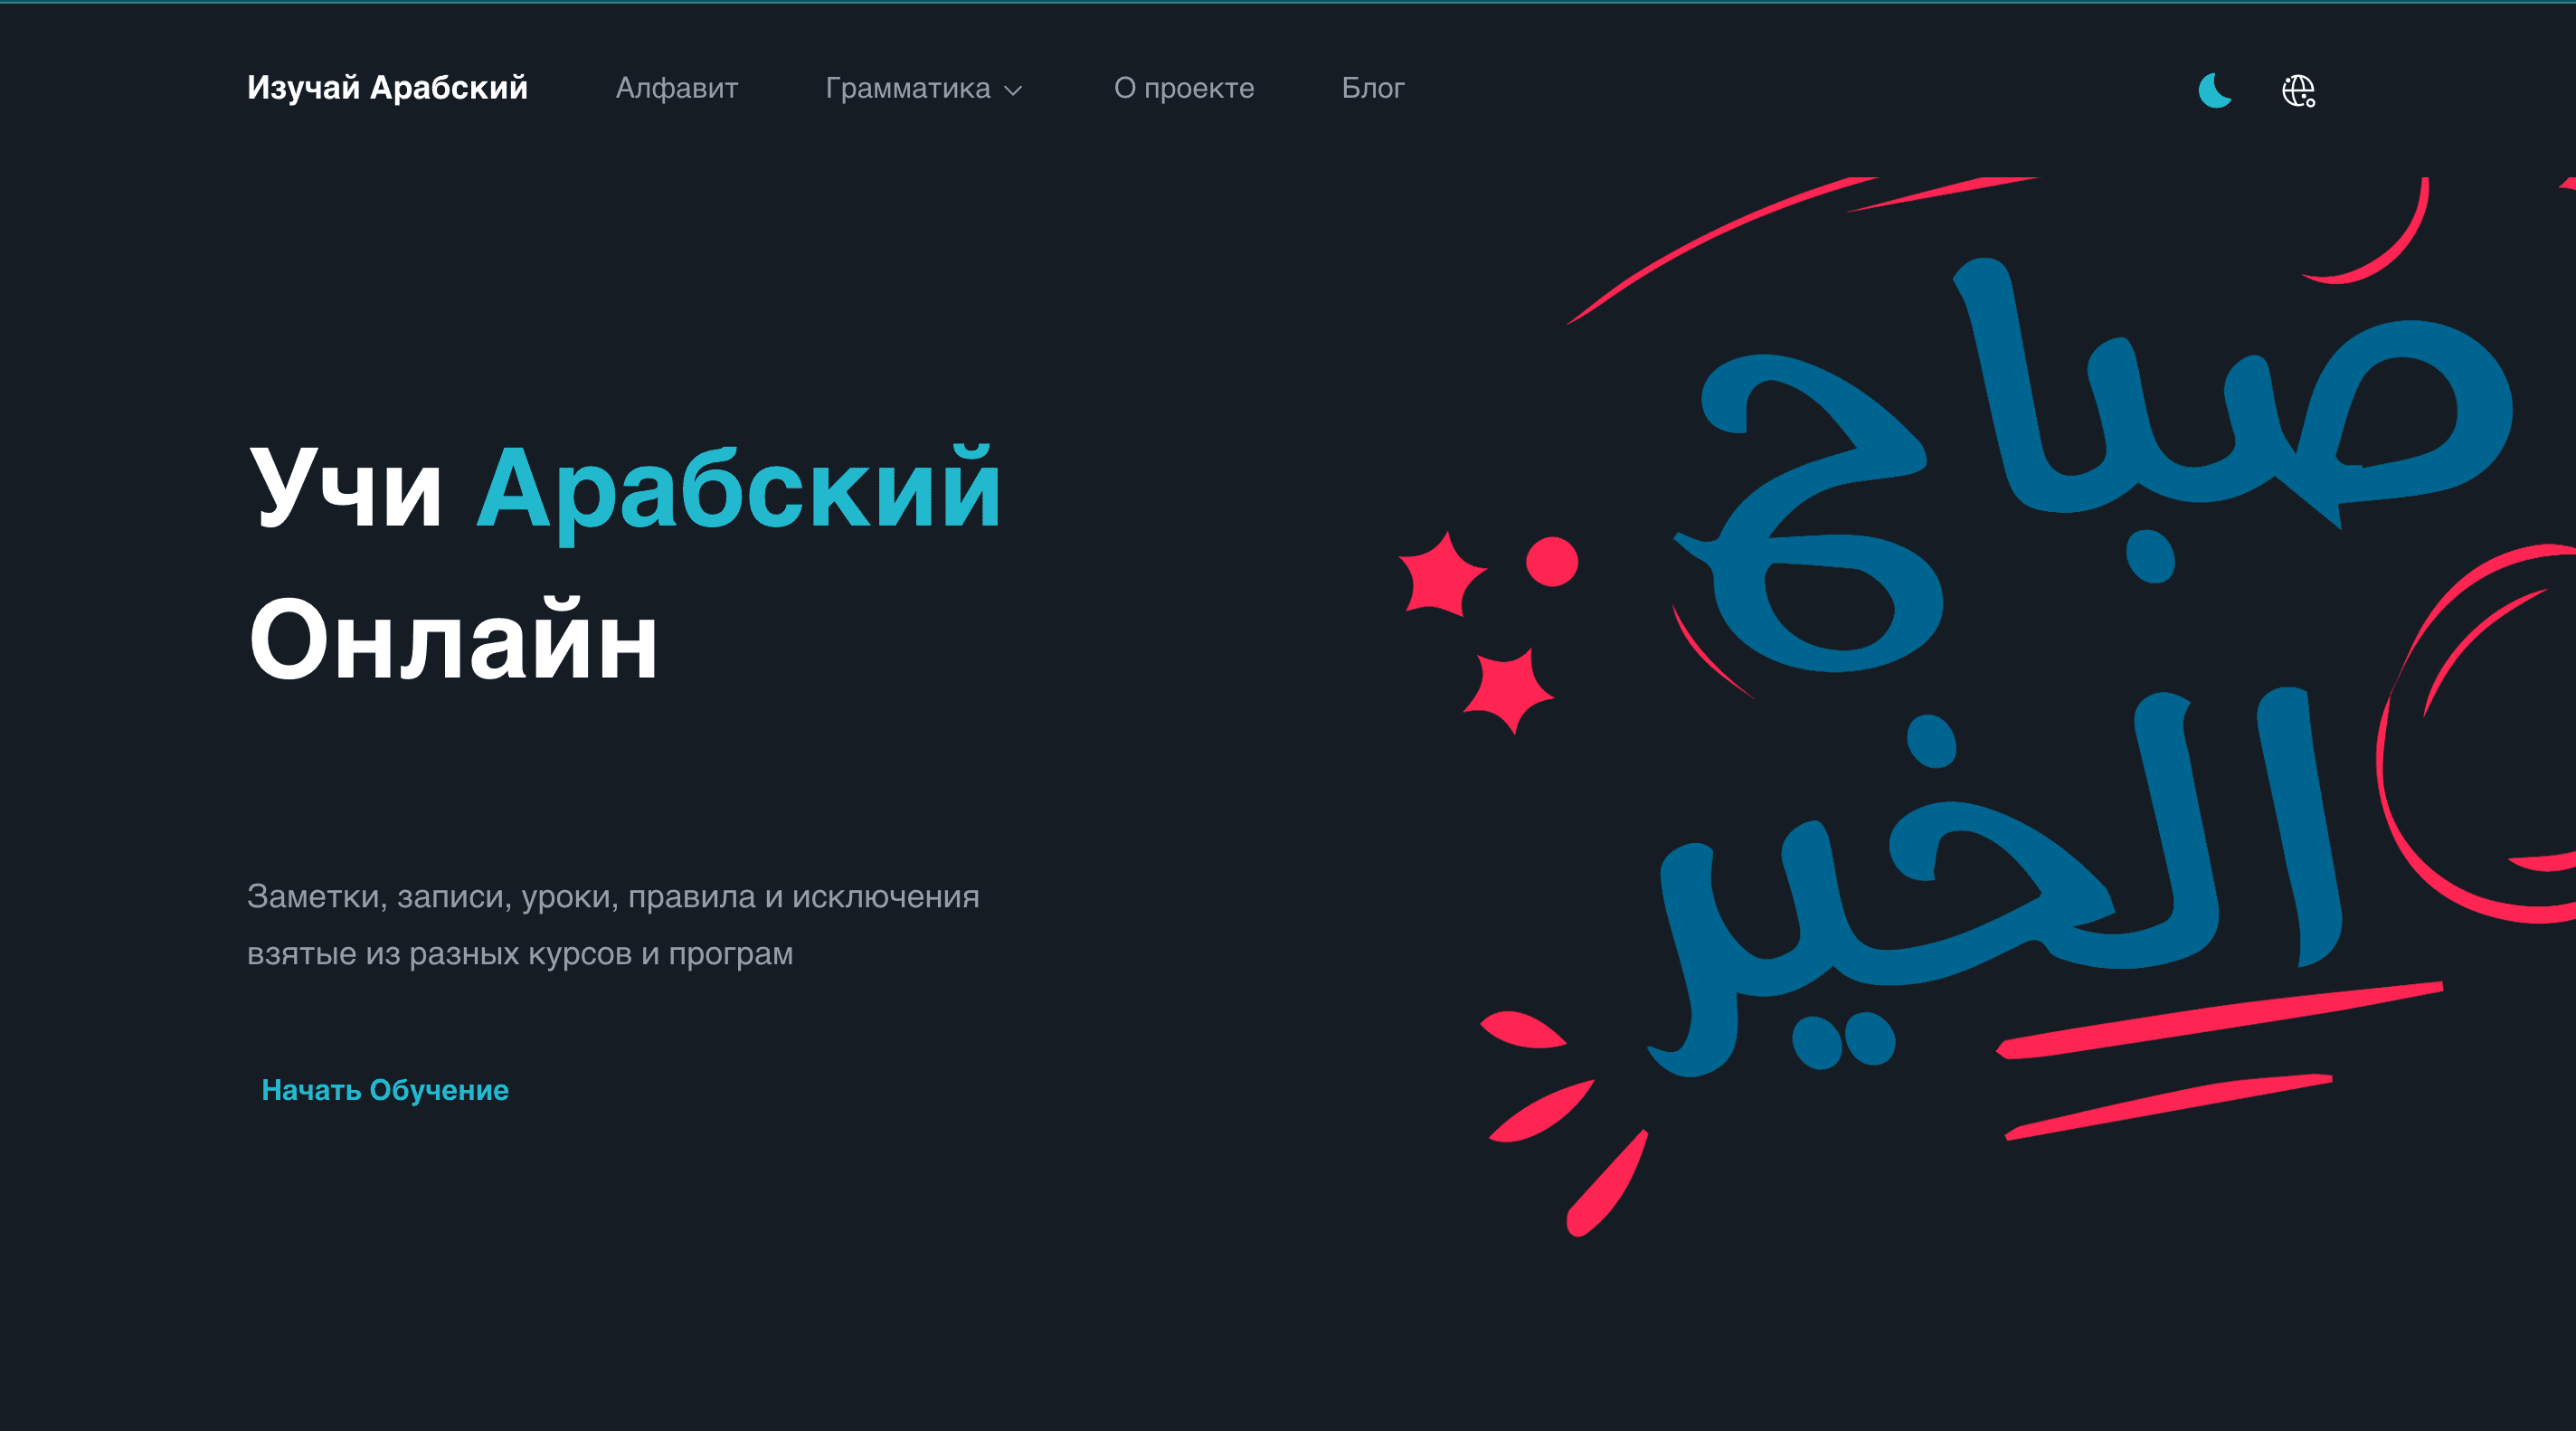 Изучай Арабский Алфавит Грамматика О проекте Блог
Учи Арабский
Онлайн
Заметки, записи, уроки, правила и исключения
взятые из разных курсов и програм
Начать Обучение
صباح
الخير